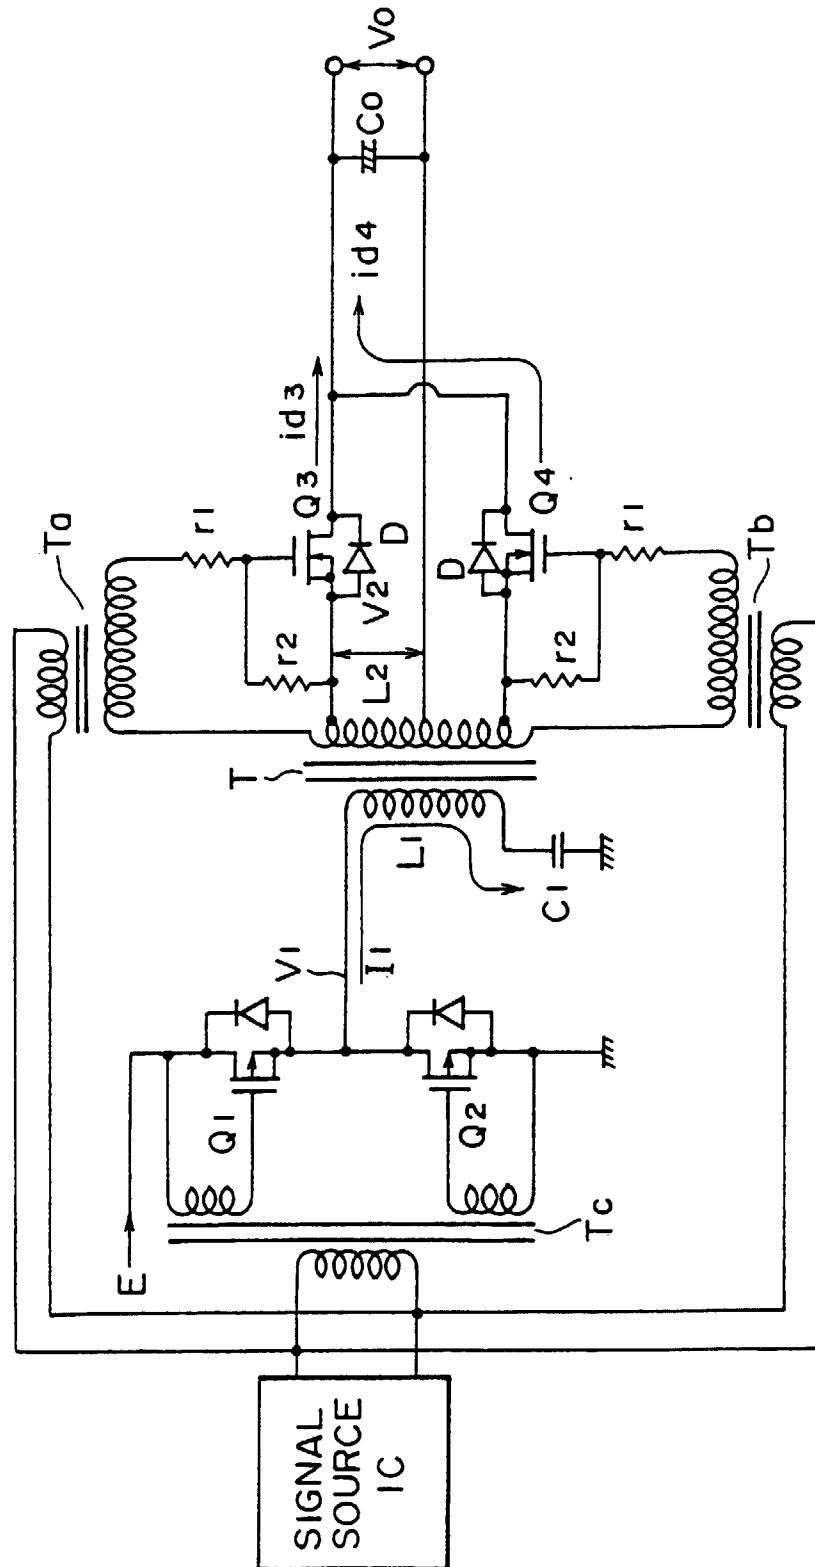 SIGNAL
SOURCE
IC
E
Tc
Q1
Q2
V1
I1
L1
C1
T
L2
V2
r2
r2
r1
r1
Ta
Tb
Q3
Q4
D
D
id3
id4
Co
Vo